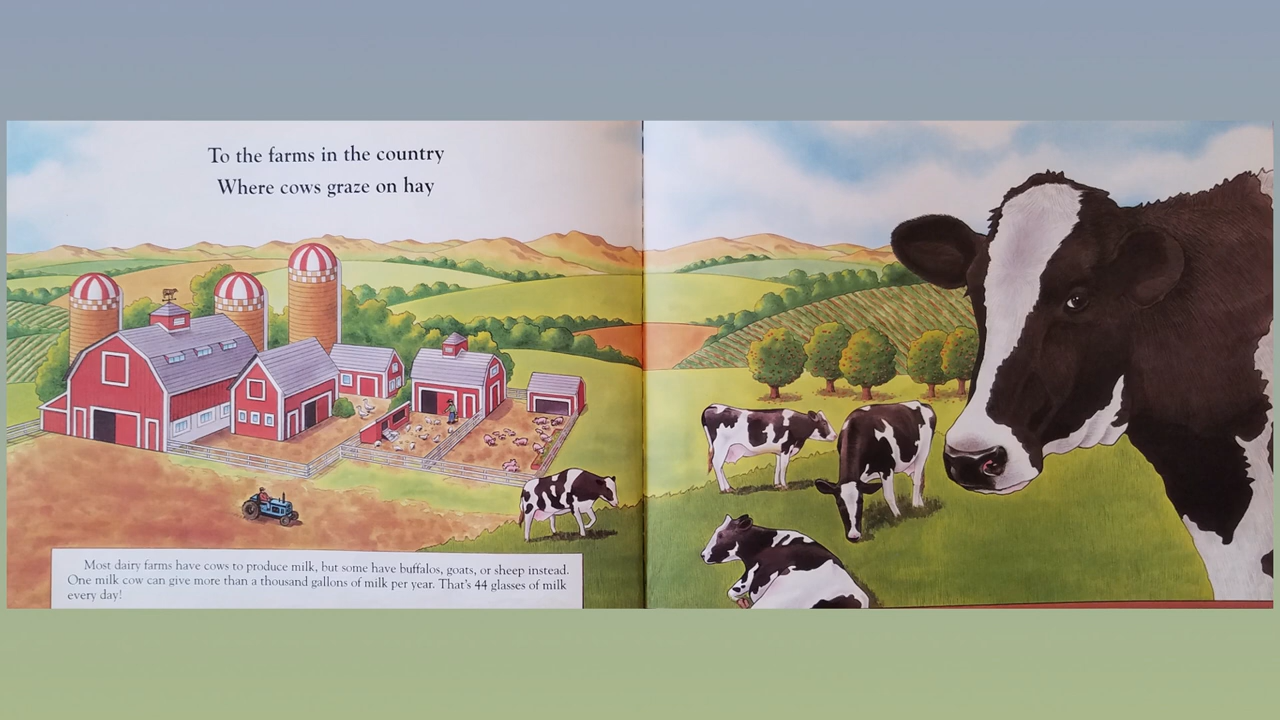 To the farms in the country
Where cows graze on hay
Most dairy farms have cows to produce milk, but some have buffalos, goats, or sheep instead.
One milk cow can give more than a thousand gallons of milk per year. That's 44 glasses of milk
every day!